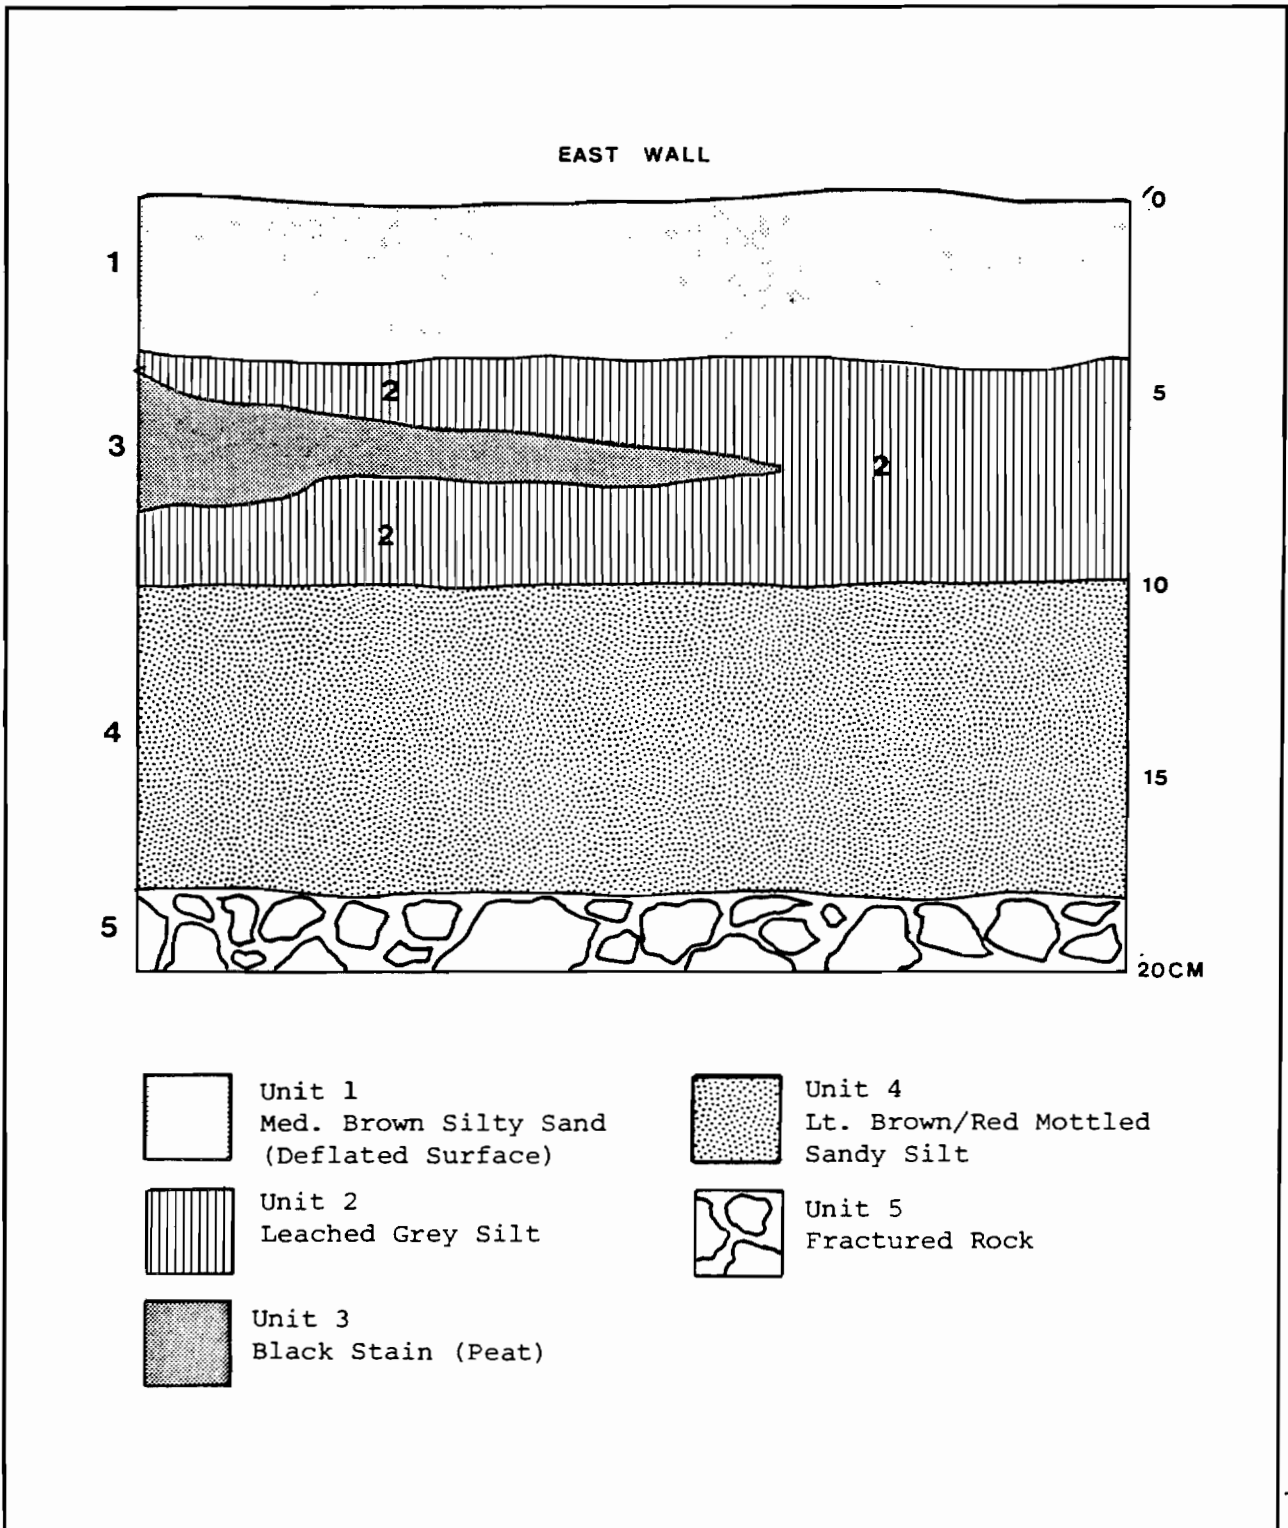 EAST WALL
0
1
5
2
3
2
2
10
4
15
5
20CM
Unit 1
Med. Brown Silty Sand
(Deflated Surface)
Unit 2
Leached Grey Silt
Unit 3
Black Stain (Peat)
Unit 4
Lt. Brown/Red Mottled
Sandy Silt
Unit 5
Fractured Rock